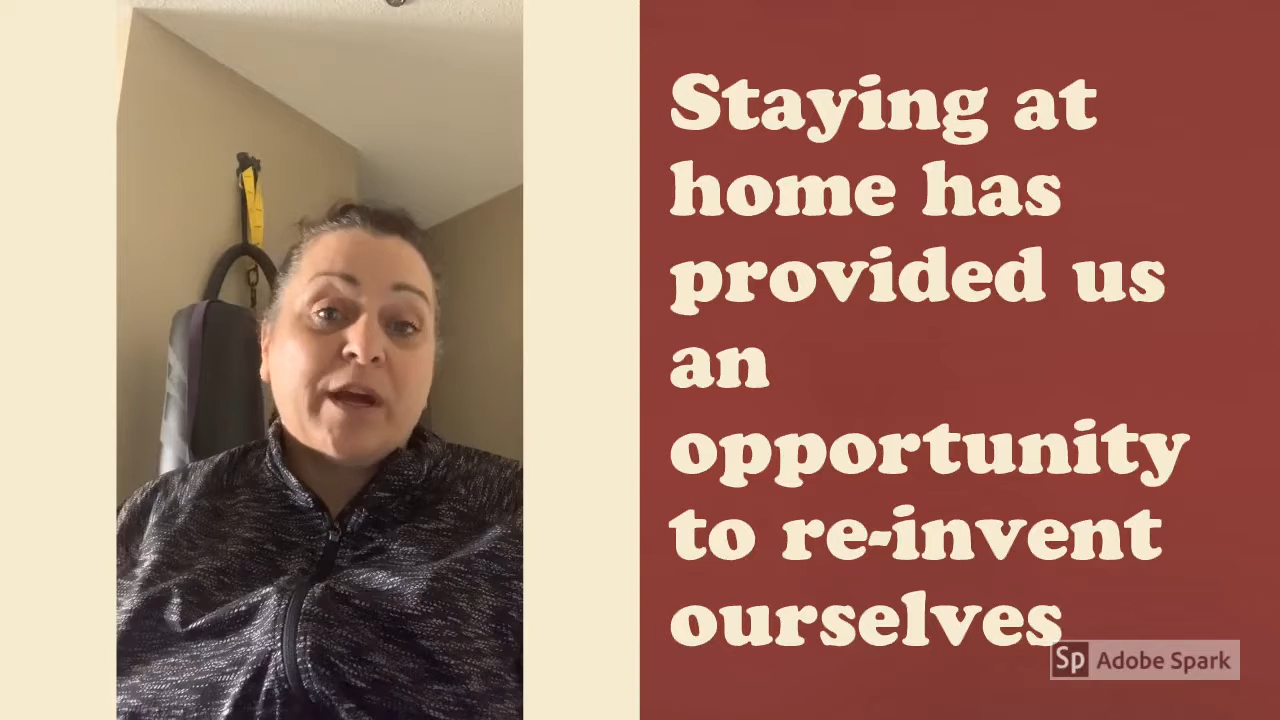 Staying at
home has
provided us
an
opportunity
to re-invent
ourselves
Sp Adobe Spark